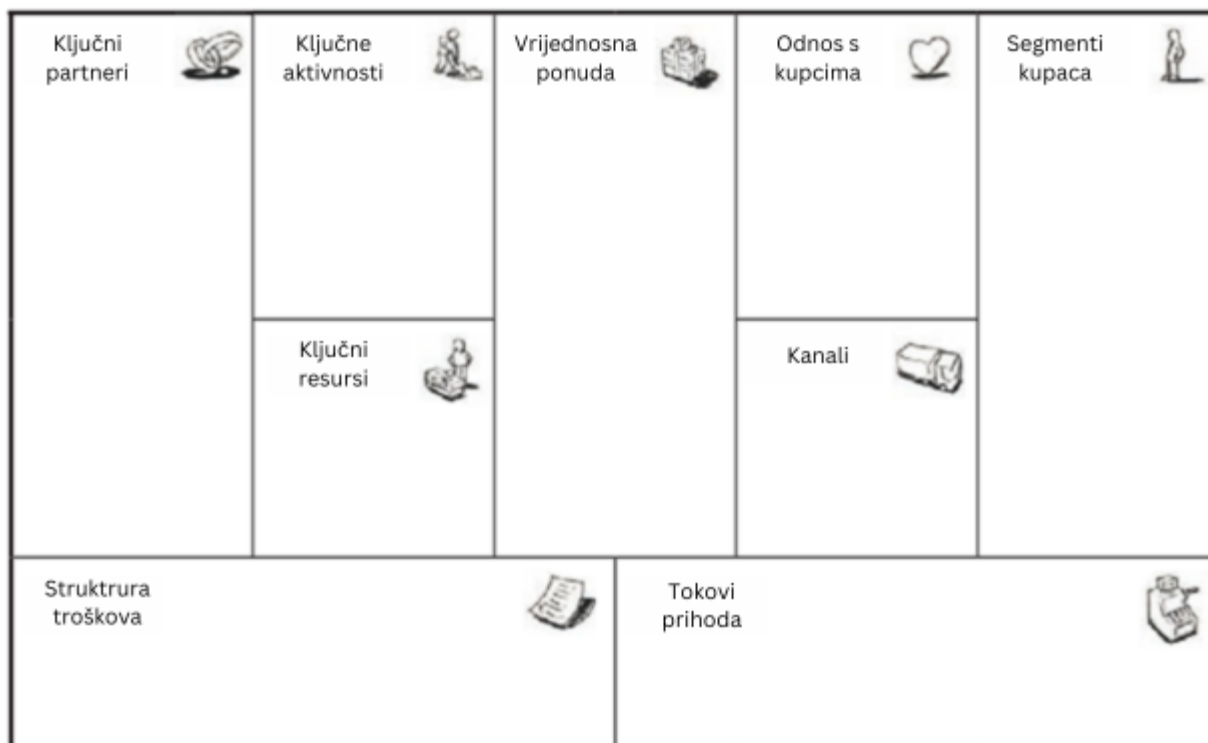 Ključni
partneri
Ključne
aktivnosti
Vrijednosna
ponuda
Odnos s
kupcima
Segmenti
kupaca
Ključni
resursi
Kanali
Struktrura
troškova
Tokovi
prihoda